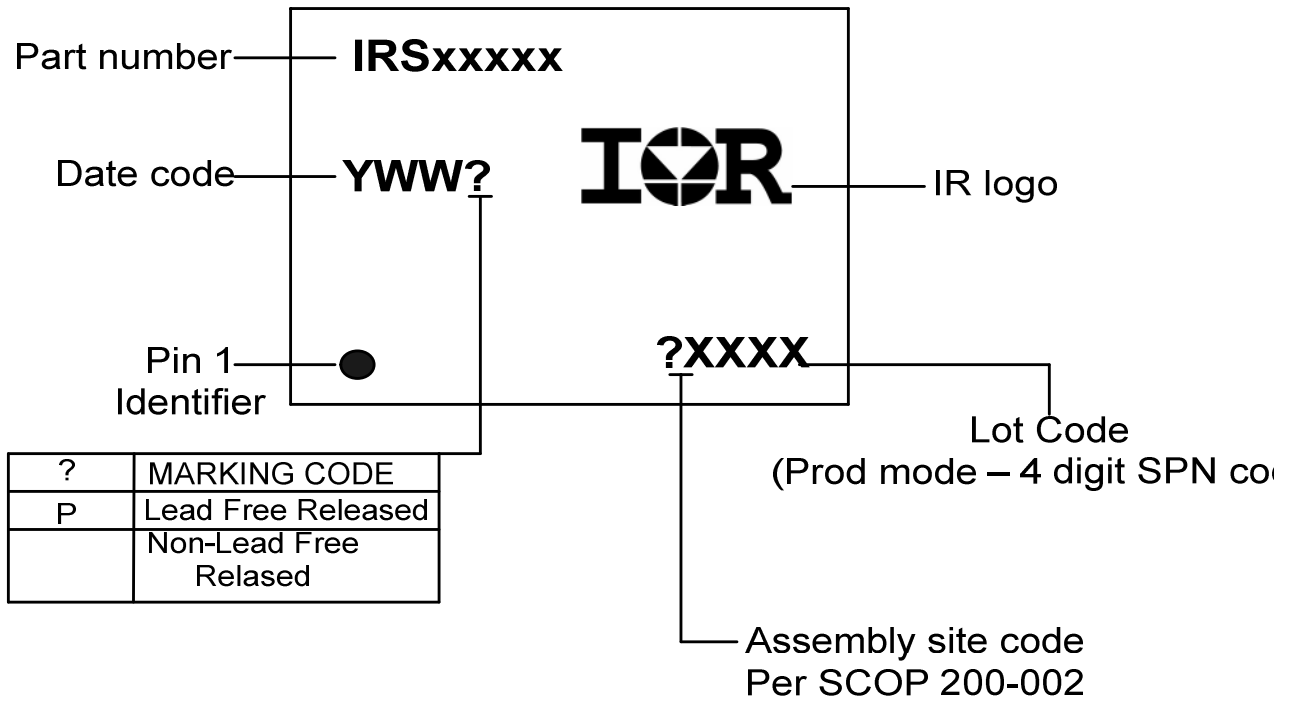 Part number
IRSxxxxx
Date code
YWW?
IOR
IR logo
Pin 1
Identifier
?XXXX
Lot Code
(Prod mode – 4 digit SPN
? MARKING CODE
P Lead Free Released
Non-Lead Free
Relased
Assembly site code
Per SCOP 200-002